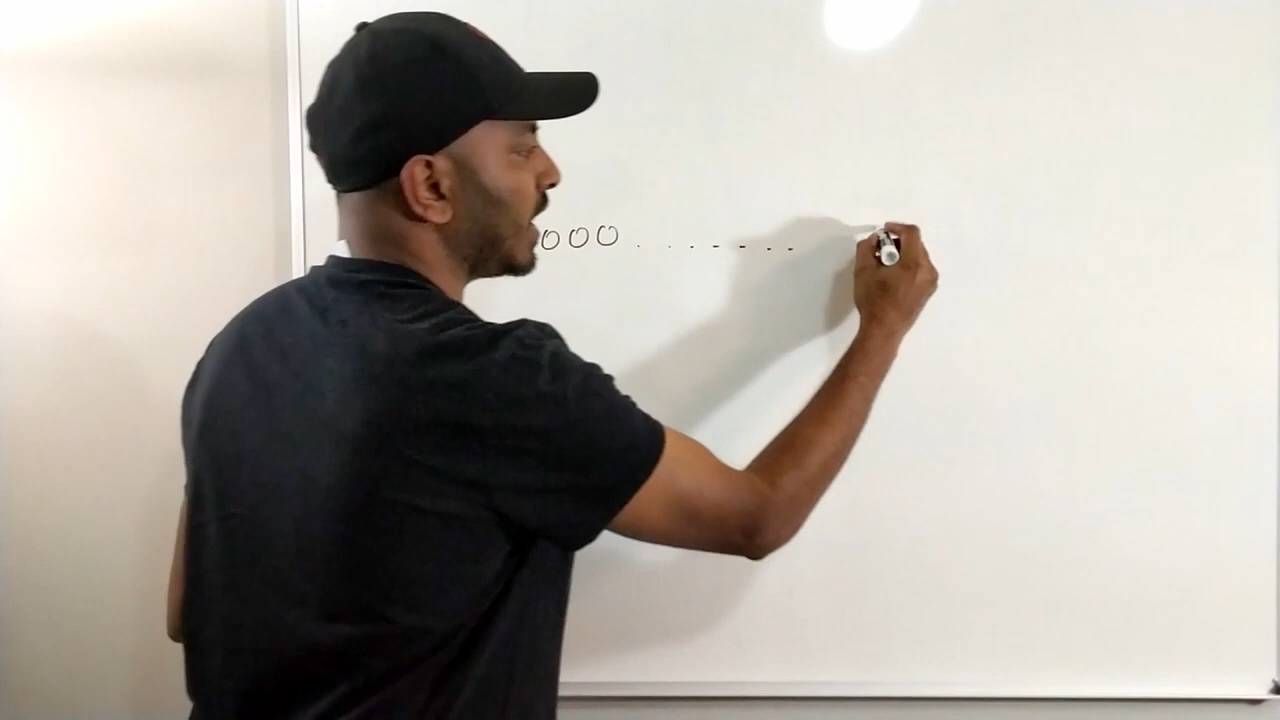 000 . . . . . . .